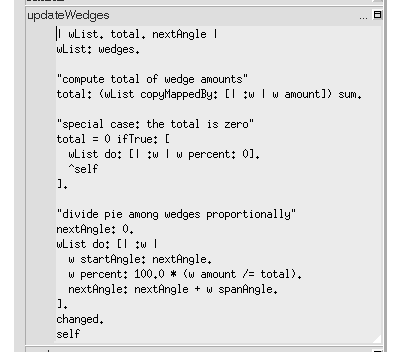 updateWedges ...
| wList. total. nextAngle |
wList: wedges.
"compute total of wedge amounts"
total: (wList copyMappedBy: [| :w | w amount]) sum.
"special case: the total is zero"
total = 0 ifTrue: [
wList do: [| :w | w percent: 0].
^self
].
"divide pie among wedges proportionally"
nextAngle: 0.
wList do: [| :w |
w startAngle: nextAngle.
w percent: 100.0 * (w amount /= total).
nextAngle: nextAngle + w spanAngle.
].
changed.
self